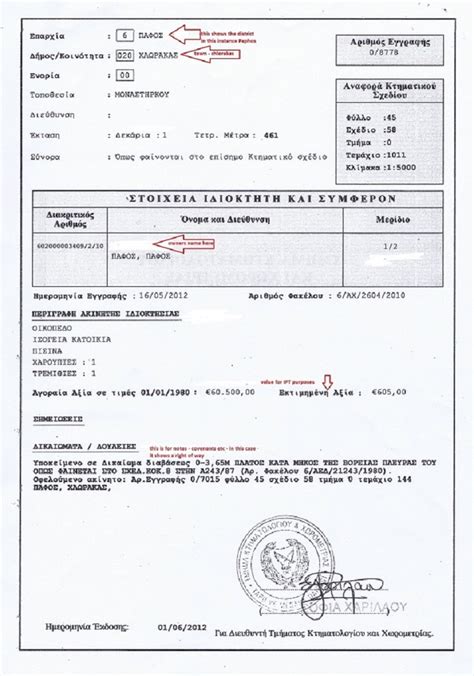 Επαρχία : 6 ΠΑΦΟΣ
this shows the district
in this instance Paphos
Δήμος/Κοινότητα : 020 ΧΛΩΡΑΚΑΣ
town - chlorakas
Ενορία : 00
Τοποθεσία : ΜΟΝΑΣΤΗΡΚΟΥ
Διεύθυνση :
Έκταση : Δεκάρια : 1 Τετρ. Μέτρα : 461
Σύνορα : Όπως φαίνονται στο επίσημο Κτηματικό σχέδιο
Αριθμός Εγγραφής
0/8778
Αναφορά Κτηματικού
Σχεδίου
Φύλλο :45
Σχέδιο :58
Τμήμα :0
Τεμάχιο :1011
Κλίμακα :1:5000
ΣΤΟΙΧΕΙΑ ΙΔΙΟΚΤΗΤΗ ΚΑΙ ΣΥΜΦΕΡΟΝ
Διακριτικός
Αριθμός
Όνομα και Διεύθυνση
Μερίδιο
owners name here
1/2
ΠΑΦΟΣ, ΠΑΦΟΣ
Ημερομηνία Εγγραφής : 16/05/2012 Αριθμός Φακέλου : 6/ΑΧ/2604/2010
ΠΕΡΙΓΡΑΦΗ ΑΚΙΝΗΤΗΣ ΙΔΙΟΚΤΗΣΙΑΣ
ΟΙΚΟΠΕΔΟ
ΙΣΟΓΕΙΑ ΚΑΤΟΙΚΙΑ
ΠΙΣΙΝΑ
ΧΑΡΟΥΠΙΕΣ : 1
ΤΡΕΜΙΘΙΕΣ : 1
value for IPT purposes
Αγοραία Αξία σε τιμές 01/01/1980 : €60.500,00 Εκτιμημένη Αξία : €605,00
ΣΗΜΕΙΩΣΕΙΣ
ΔΙΚΑΙΩΜΑΤΑ / ΔΟΥΛΕΙΕΣ
this is for notes - comments etc - in this case -
it shows a right of way
Υποκείμενο σε Δικαίωμα διαβάσεως 0-3,65Μ ΠΛΑΤΟΣ ΚΑΤΑ ΜΗΚΟΣ ΤΗΣ ΒΟΡΕΙΑΣ ΠΛΕΥΡΑΣ ΤΟΥ
ΟΠΩΣ ΦΑΙΝΕΤΑΙ ΣΤΟ ΣΧΕΔ.ΚΟΚ.8 ΣΤΗΝ Α243/87 (Αρ. Φακέλου 6/ΑΕΔ/21243/1980).
Οφελούμενο ακίνητο: Αρ.Εγγραφής 0/7015 φύλλο 45 σχέδιο 58 τμήμα 0 τεμάχιο 144
ΠΑΦΟΣ, ΧΛΩΡΑΚΑΣ,
ΣΟΦΙΑ ΧΑΡΙΛΑΟΥ
Ημερομηνία Έκδοσης: 01/06/2012
Για Διευθυντή Τμήματος Κτηματολογίου και Χωρομετρίας.